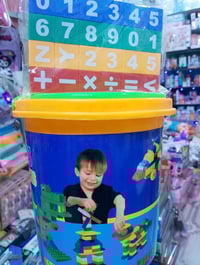 0 1 2 3 4 5
6 7 8 9 0 1
Z Y 2 3 4 5
+ − × ÷ = <